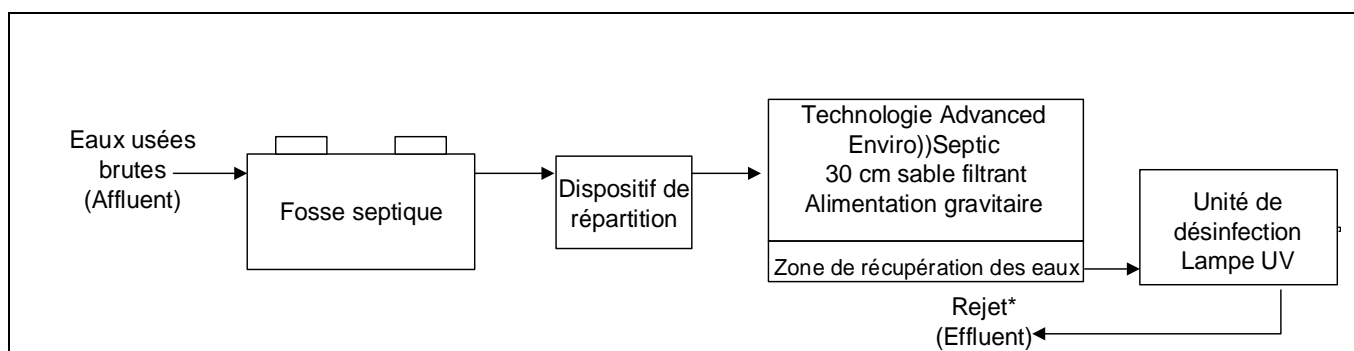 Eaux usées
brutes
(Affluent)
Fosse septique
Dispositif de
répartition
Technologie Advanced
Enviro))Septic
30 cm sable filtrant
Alimentation gravitaire
Zone de récupération des eaux
Unité de
désinfection
Lampe UV
Rejet*
(Effluent)